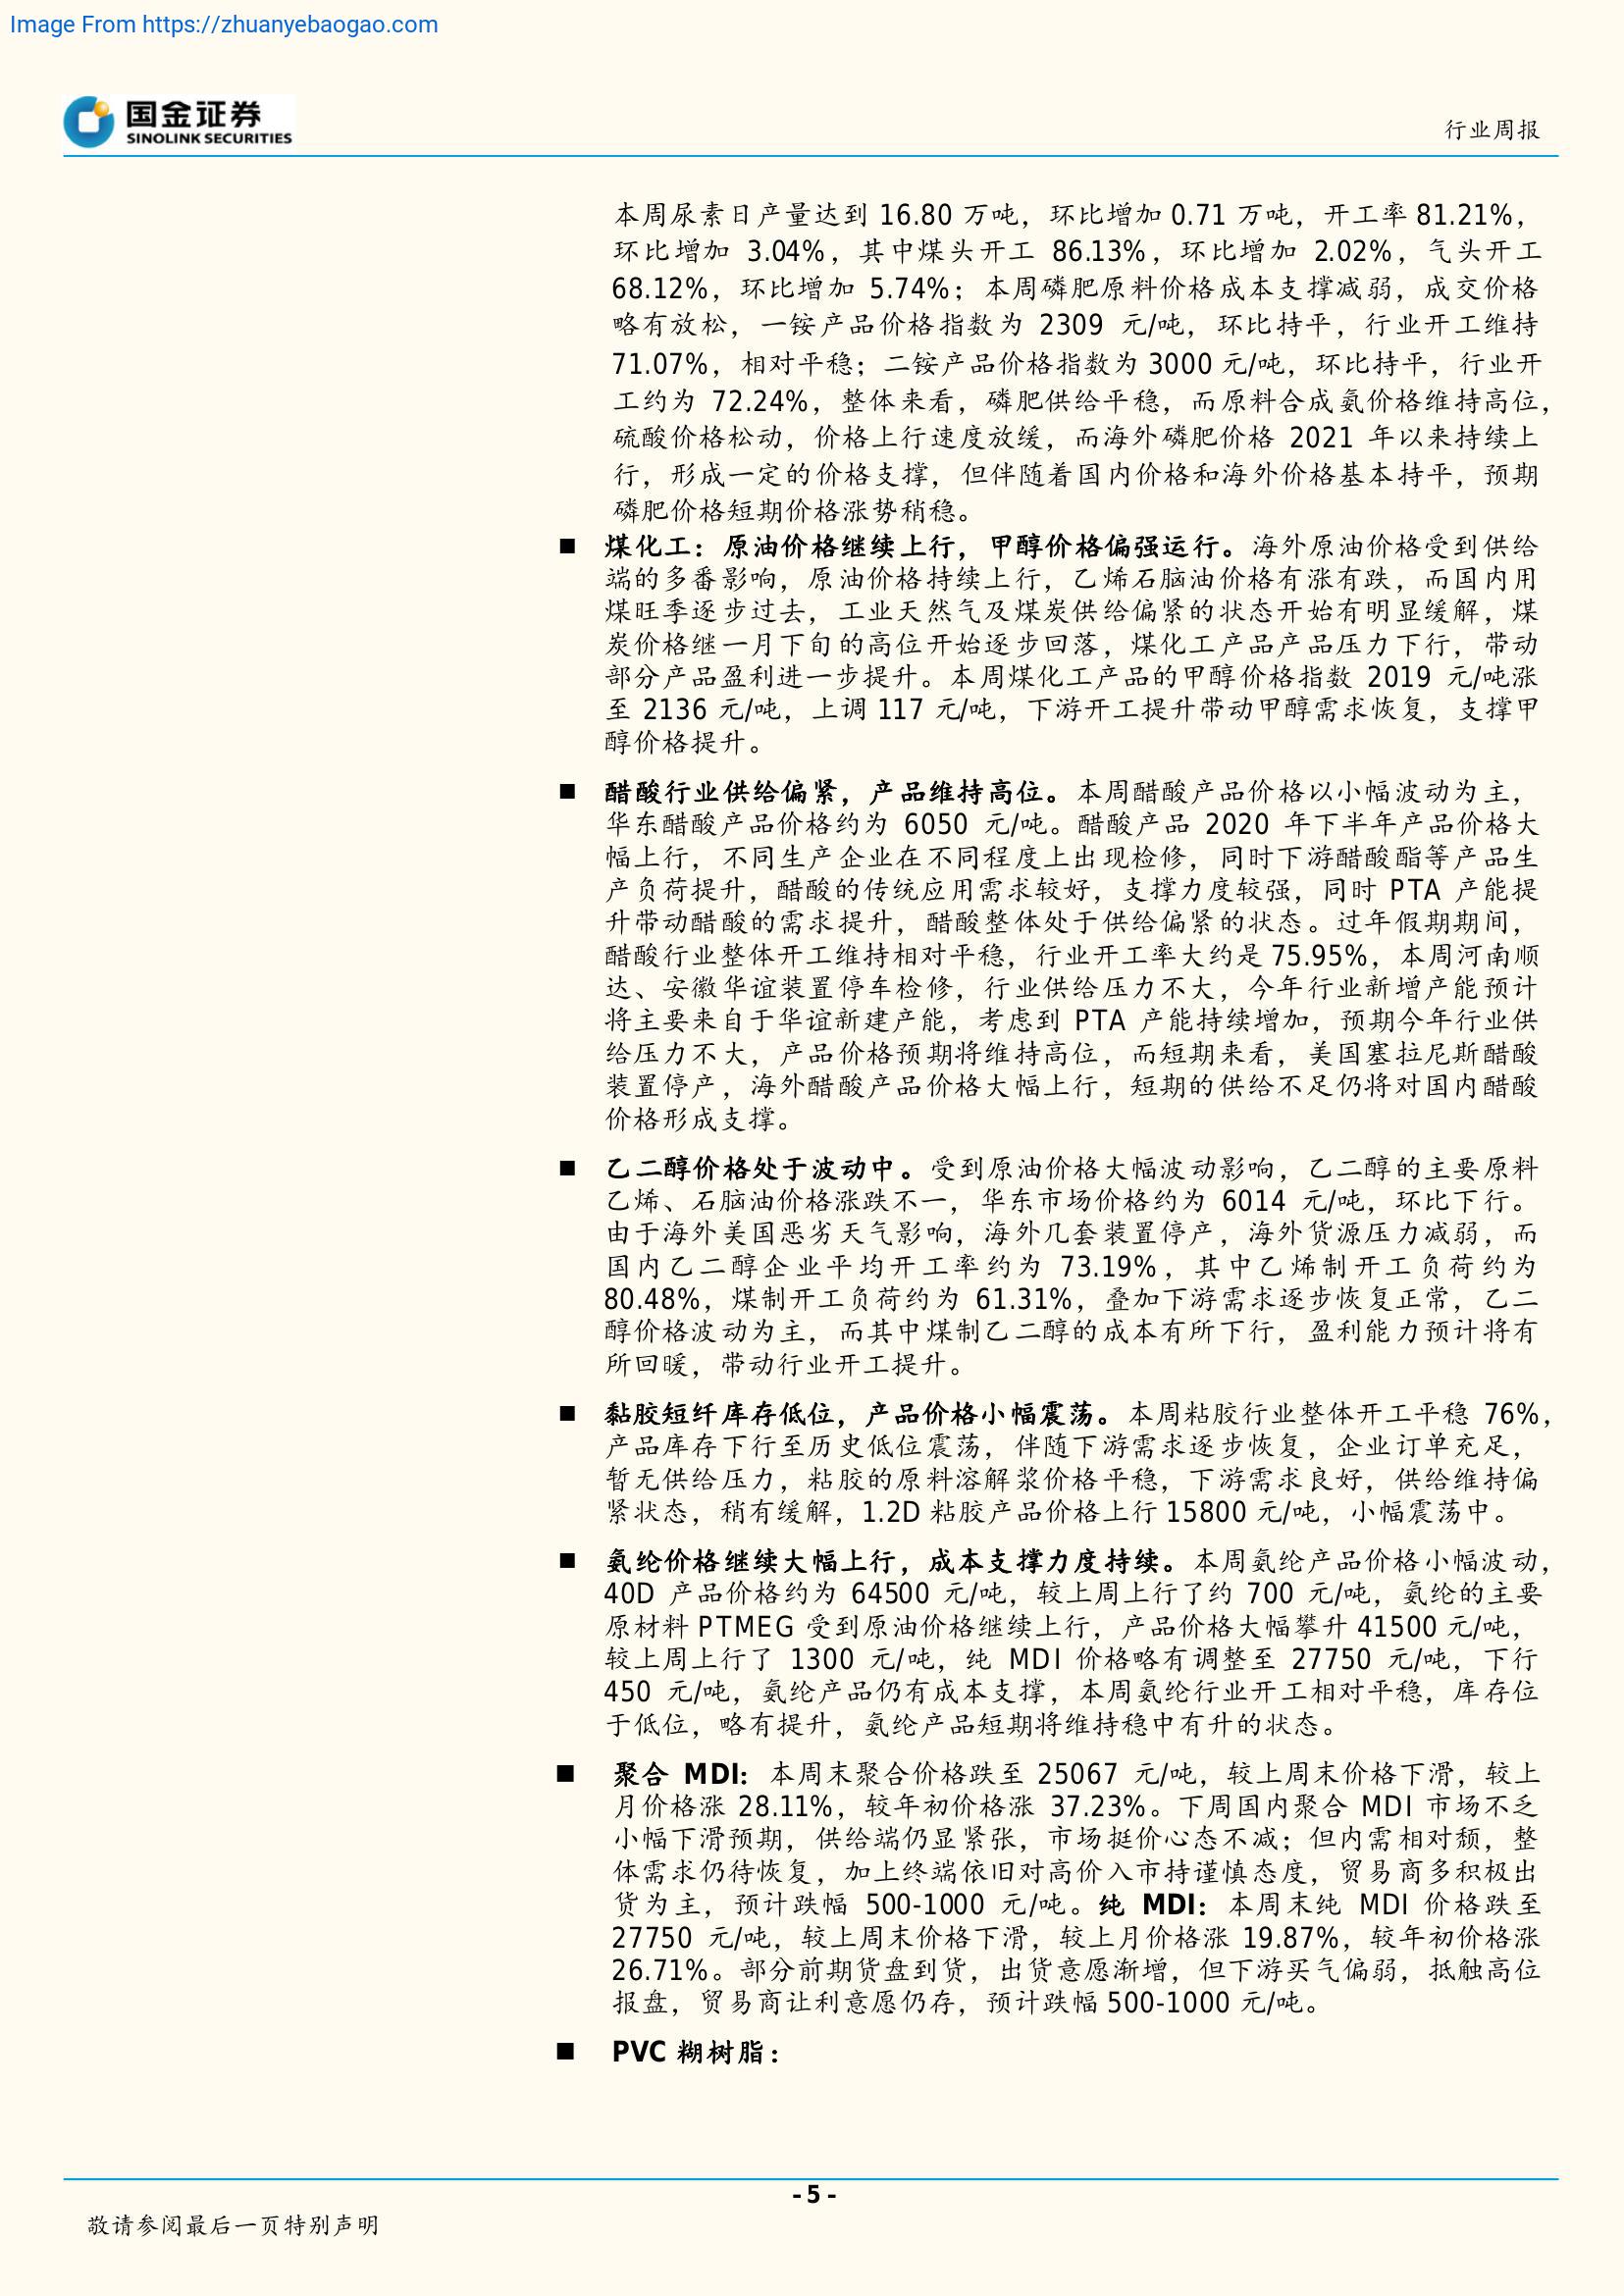 Image From https://zhuanyebaogao.com
国金证券
SINOLINK SECURITIES
行业周报
本周尿素日产量达到 16.80 万吨，环比增加 0.71 万吨，开工率 81.21%，
环比增加 3.04%，其中煤头开工 86.13%，环比增加 2.02%，气头开工
68.12%，环比增加 5.74%；本周磷肥原料价格成本支撑减弱，成交价格
略有放松，一铵产品价格指数为 2309 元/吨，环比持平，行业开工维持
71.07%，相对平稳；二铵产品价格指数为 3000 元/吨，环比持平，行业开
工约为 72.24%，整体来看，磷肥供给平稳，而原料合成氨价格维持高位，
硫酸价格松动，价格上行速度放缓，而海外磷肥价格 2021 年以来持续上
行，形成一定的价格支撑，但伴随着国内价格和海外价格基本持平，预期
磷肥价格短期价格涨势稍稳。
■ 煤化工：原油价格继续上行，甲醇价格偏强运行。海外原油价格受到供给
端的多番影响，原油价格持续上行，乙烯石脑油价格有涨有跌，而国内用
煤旺季逐步过去，工业天然气及煤炭供给偏紧的状态开始有明显缓解，煤
炭价格继一月下旬的高位开始逐步回落，煤化工产品产品压力下行，带动
部分产品盈利进一步提升。本周煤化工产品的甲醇价格指数 2019 元/吨涨
至 2136 元/吨，上调 117 元/吨，下游开工提升带动甲醇需求恢复，支撑甲
醇价格提升。
■ 醋酸行业供给偏紧，产品维持高位。本周醋酸产品价格以小幅波动为主，
华东醋酸产品价格约为 6050 元/吨。醋酸产品 2020 年下半年产品价格大
幅上行，不同生产企业在不同程度上出现检修，同时下游醋酸酯等产品生
产负荷提升，醋酸的传统应用需求较好，支撑力度较强，同时 PTA 产能提
升带动醋酸的需求提升，醋酸整体处于供给偏紧的状态。过年假期期间，
醋酸行业整体开工维持相对平稳，行业开工率大约是 75.95%，本周河南顺
达、安徽华谊装置停车检修，行业供给压力不大，今年行业新增产能预计
将主要来自于华谊新建产能，考虑到 PTA 产能持续增加，预期今年行业供
给压力不大，产品价格预期将维持高位，而短期来看，美国塞拉尼斯醋酸
装置停产，海外醋酸产品价格大幅上行，短期的供给不足仍将对国内醋酸
价格形成支撑。
■ 乙二醇价格处于波动中。受到原油价格大幅波动影响，乙二醇的主要原料
乙烯、石脑油价格涨跌不一，华东市场价格约为 6014 元/吨，环比下行。
由于海外美国恶劣天气影响，海外几套装置停产，海外货源压力减弱，而
国内乙二醇企业平均开工率约为 73.19%，其中乙烯制开工负荷约为
80.48%，煤制开工负荷约为 61.31%，叠加下游需求逐步恢复正常，乙二
醇价格波动为主，而其中煤制乙二醇的成本有所下行，盈利能力预计将有
所回暖，带动行业开工提升。
■ 黏胶短纤库存低位，产品价格小幅震荡。本周粘胶行业整体开工平稳 76%，
产品库存下行至历史低位震荡，伴随下游需求逐步恢复，企业订单充足，
暂无供给压力，粘胶的原料溶解浆价格平稳，下游需求良好，供给维持偏
紧状态，稍有缓解，1.2D 粘胶产品价格上行 15800 元/吨，小幅震荡中。
■ 氨纶价格继续大幅上行，成本支撑力度持续。本周氨纶产品价格小幅波动，
40D 产品价格约为 64500 元/吨，较上周上行了约 700 元/吨，氨纶的主要
原材料 PTMEG 受到原油价格继续上行，产品价格大幅攀升 41500 元/吨，
较上周上行了 1300 元/吨，纯 MDI 价格略有调整至 27750 元/吨，下行
450 元/吨，氨纶产品仍有成本支撑，本周氨纶行业开工相对平稳，库存位
于低位，略有提升，氨纶产品短期将维持稳中有升的状态。
■ 聚合 MDI：本周末聚合价格跌至 25067 元/吨，较上周末价格下滑，较上
月价格涨 28.11%，较年初价格涨 37.23%。下周国内聚合 MDI 市场不乏
小幅下滑预期，供给端仍显紧张，市场挺价心态不减；但内需相对颓，整
体需求仍待恢复，加上终端依旧对高价入市持谨慎态度，贸易商多积极出
货为主，预计跌幅 500-1000 元/吨。纯 MDI：本周末纯 MDI 价格跌至
27750 元/吨，较上周末价格下滑，较上月价格涨 19.87%，较年初价格涨
26.71%。部分前期货盘到货，出货意愿渐增，但下游买气偏弱，抵触高位
报盘，贸易商让利意愿仍存，预计跌幅 500-1000 元/吨。
■ PVC 糊树脂：
- 5 -
敬请参阅最后一页特别声明